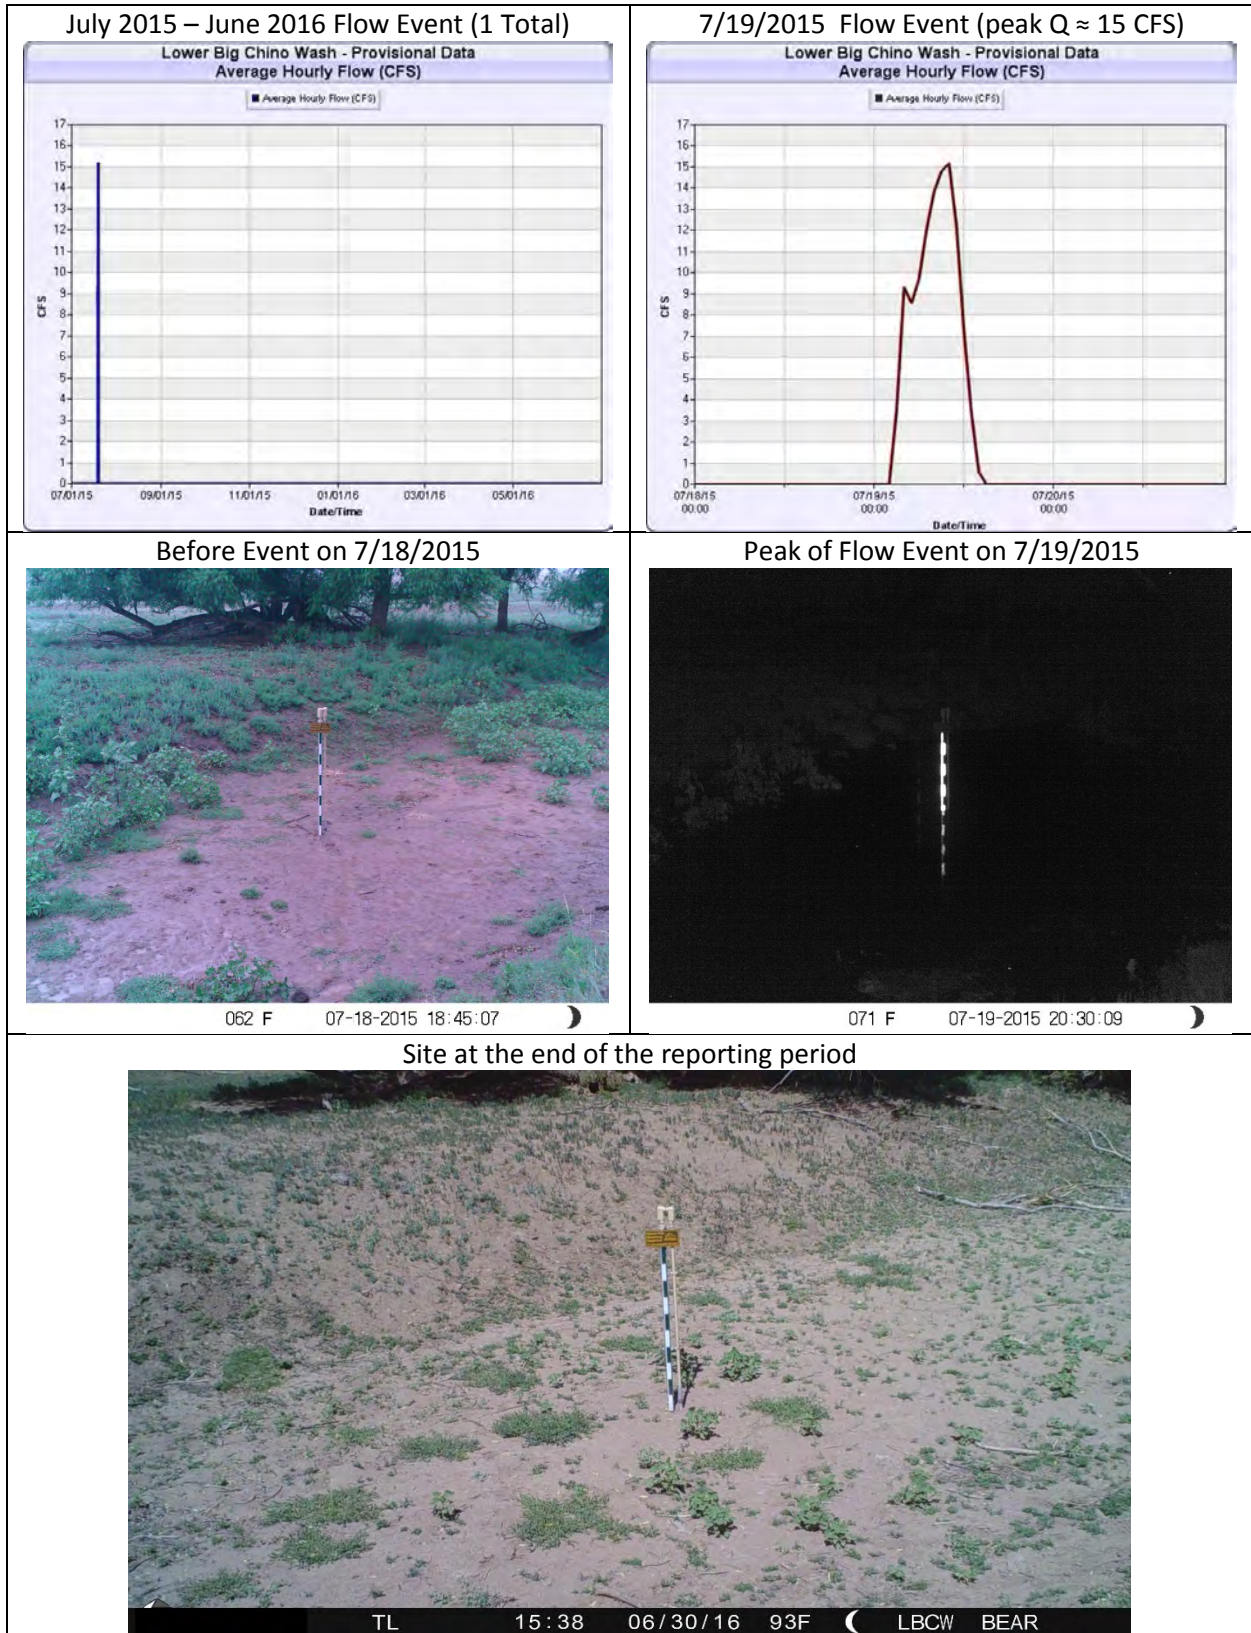 July 2015 – June 2016 Flow Event (1 Total)
Lower Big Chino Wash - Provisional Data
Average Hourly Flow (CFS)
Average Hourly Flow (CFS)
17
16
15
14
13
12
11
10
9
8
7
6
5
4
3
2
1
0
CFS
07/01/15 09/01/15 11/01/15 01/01/16 03/01/16 05/01/16
Date/Time
7/19/2015 Flow Event (peak Q ≈ 15 CFS)
Lower Big Chino Wash - Provisional Data
Average Hourly Flow (CFS)
Average Hourly Flow (CFS)
17
16
15
14
13
12
11
10
9
8
7
6
5
4
3
2
1
0
CFS
07/18/15 07/19/15 07/20/15
00:00 00:00 00:00
Date/Time
Before Event on 7/18/2015
062 F 07-18-2015 18:45:07
Peak of Flow Event on 7/19/2015
071 F 07-19-2015 20:30:09
Site at the end of the reporting period
TL 15:38 06/30/16 93F LBCW BEAR